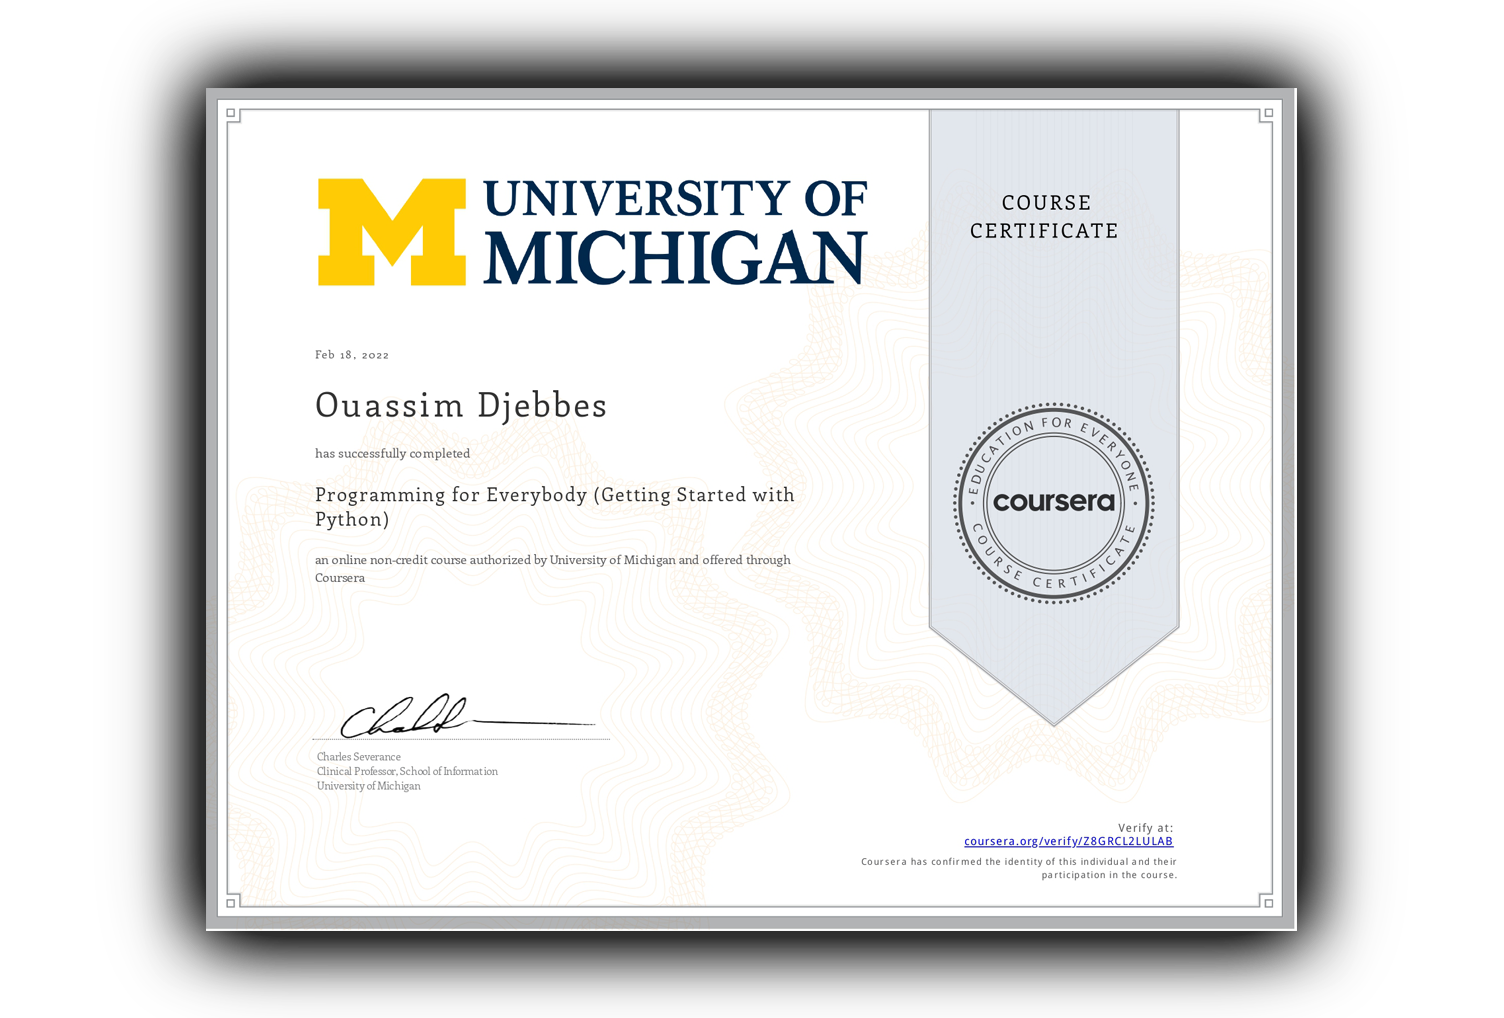 UNIVERSITY OF
MICHIGAN
COURSE
CERTIFICATE
Feb 18, 2022
Ouassim Djebbes
has successfully completed
Programming for Everybody (Getting Started with
Python)
an online non-credit course authorized by University of Michigan and offered through
Coursera
EDUCATION FOR EVERYONE
coursera
COURSE CERTIFICATE
Charles Severance
Clinical Professor, School of Information
University of Michigan
Verify at:
coursera.org/verify/Z8GRCL2LULAB
Coursera has confirmed the identity of this individual and their
participation in the course.